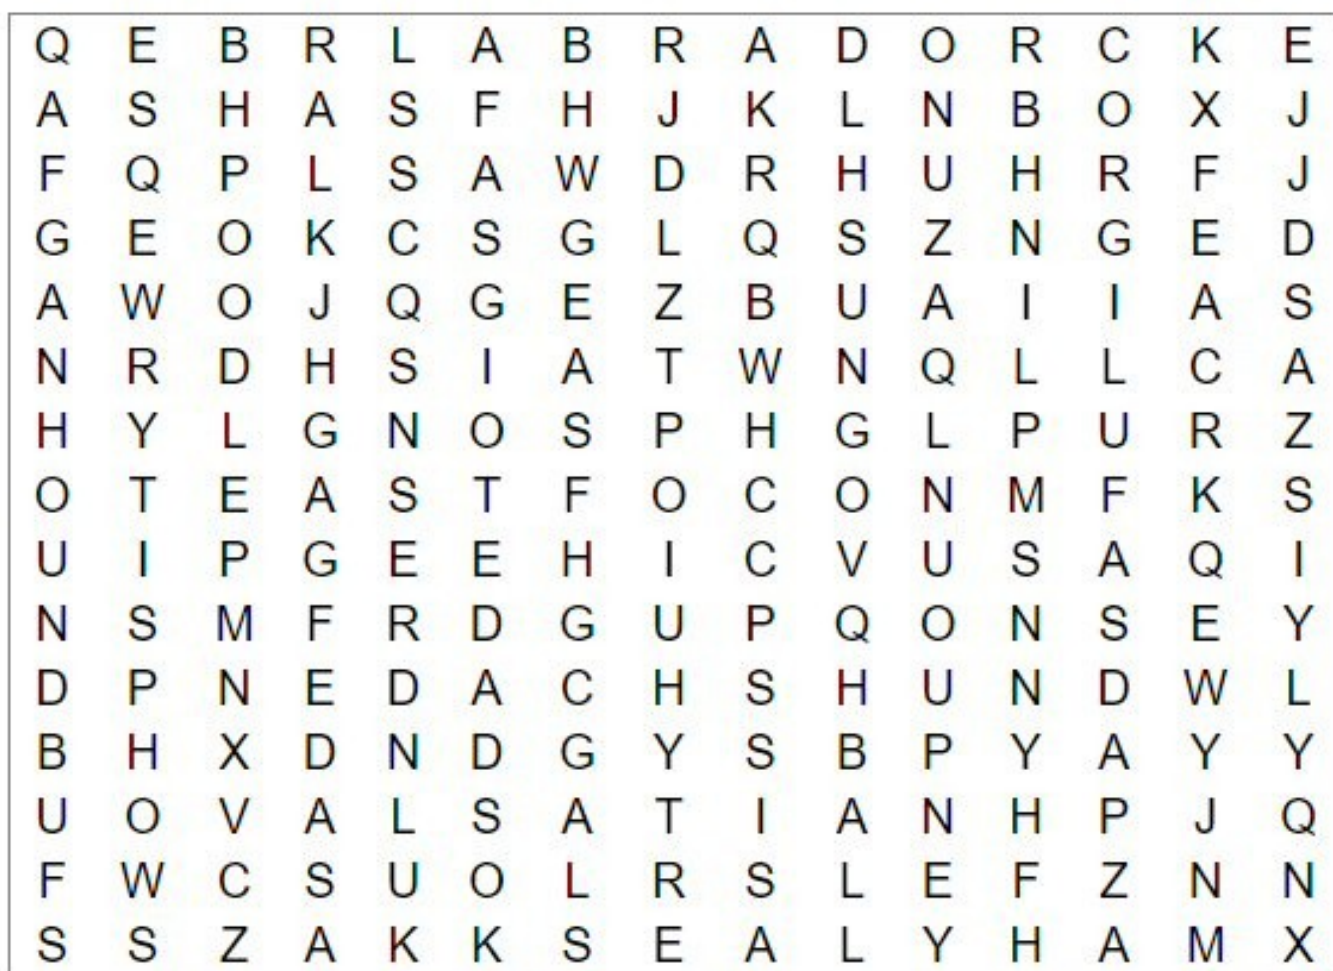 Q E B R L A B R A D O R C K E
A S H A S F H J K L N B O X J
F Q P L S A W D R H U H R F J
G E O K C S G L Q S Z N G E D
A W O J Q G E Z B U A I I A S
N R D H S I A T W N Q L L C A
H Y L G N O S P H G L P U R Z
O T E A S T F O C O N M F K S
U I P G E E H I C V U S A Q I
N S M F R D G U P Q O N S E Y
D P N E D A C H S H U N D W L
B H X D N D G Y S B P Y A Y Y
U O V A L S A T I A N H P J Q
F W C S U O L R S L E F Z N N
S S Z A K K S E A L Y H A M X